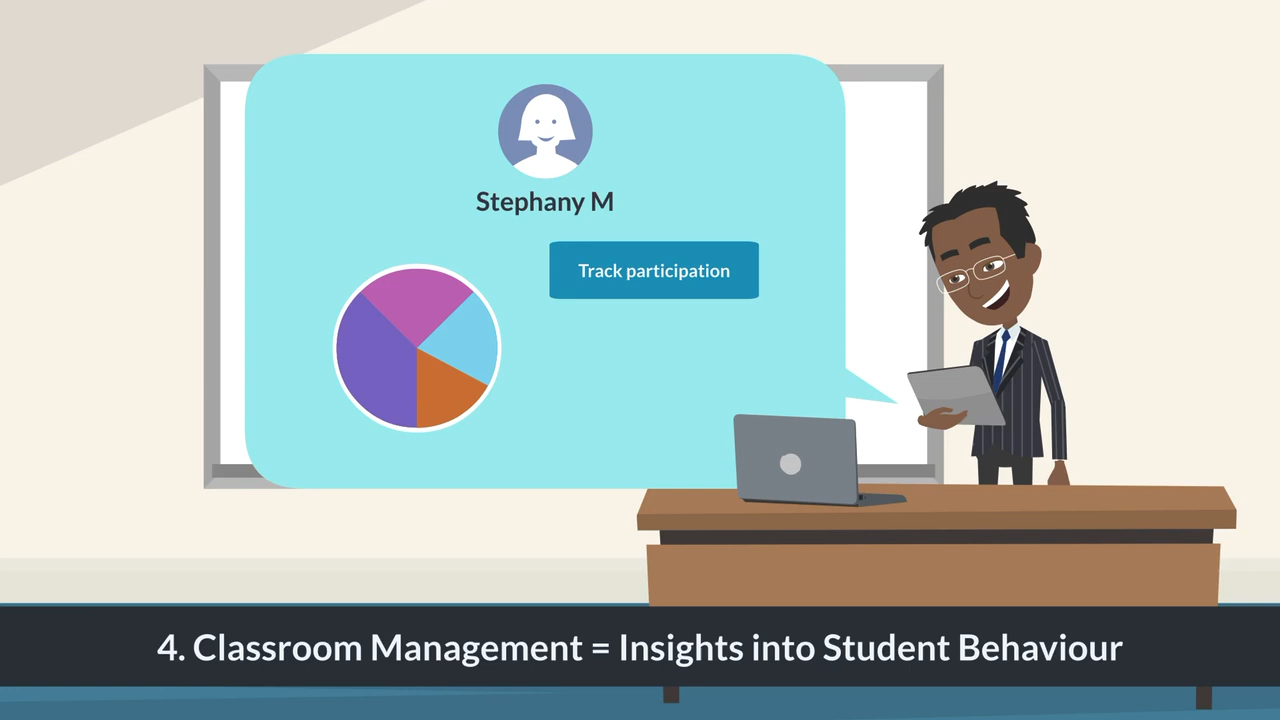 Stephany M
Track participation
4. Classroom Management = Insights into Student Behaviour